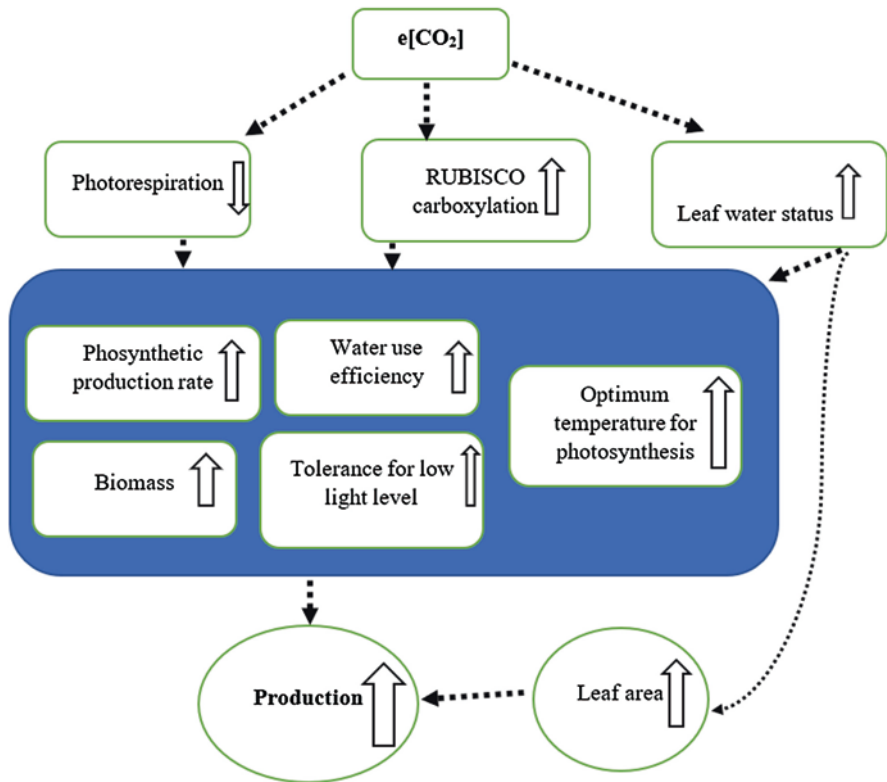 e[CO₂]
Photorespiration
RUBISCO
carboxylation
Leaf water status
Phosynthetic
production rate
Water use
efficiency
Optimum
temperature for
photosynthesis
Biomass
Tolerance for low
light level
Production
Leaf area